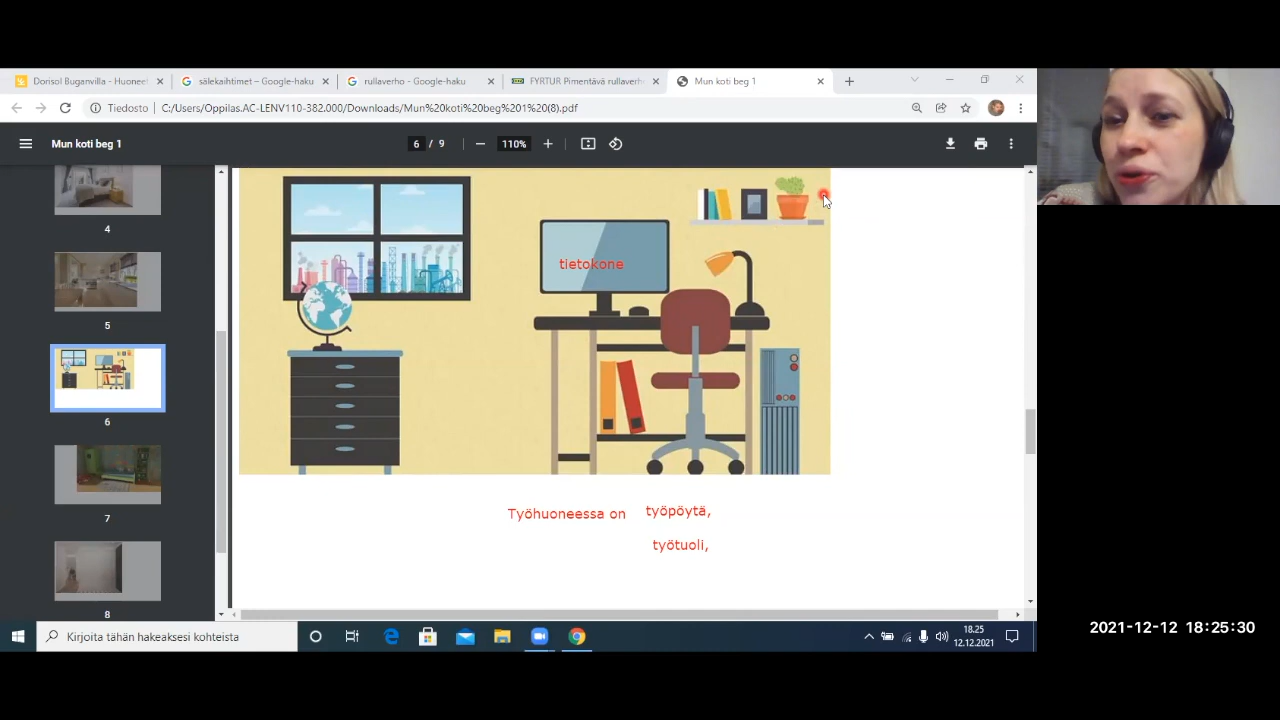 Dorisol Buganvilla - Huoneet
sälekaihtimet – Google-haku
rullaverho - Google-haku
FYRTUR Pimentävä rullaverh
Mun koti beg 1
Tiedosto
C:/Users/Oppilas.AC-LENV110-382.000/Downloads/Mun%20koti%20beg%201%20(8).pdf
Mun koti beg 1
6 / 9
110%
4
5
6
7
8
tietokone
Työhuoneessa on
työpöytä,
työtuoli,
Kirjoita tähän hakeaksesi kohteista
18.25
12.12.2021
2021-12-12 18:25:30